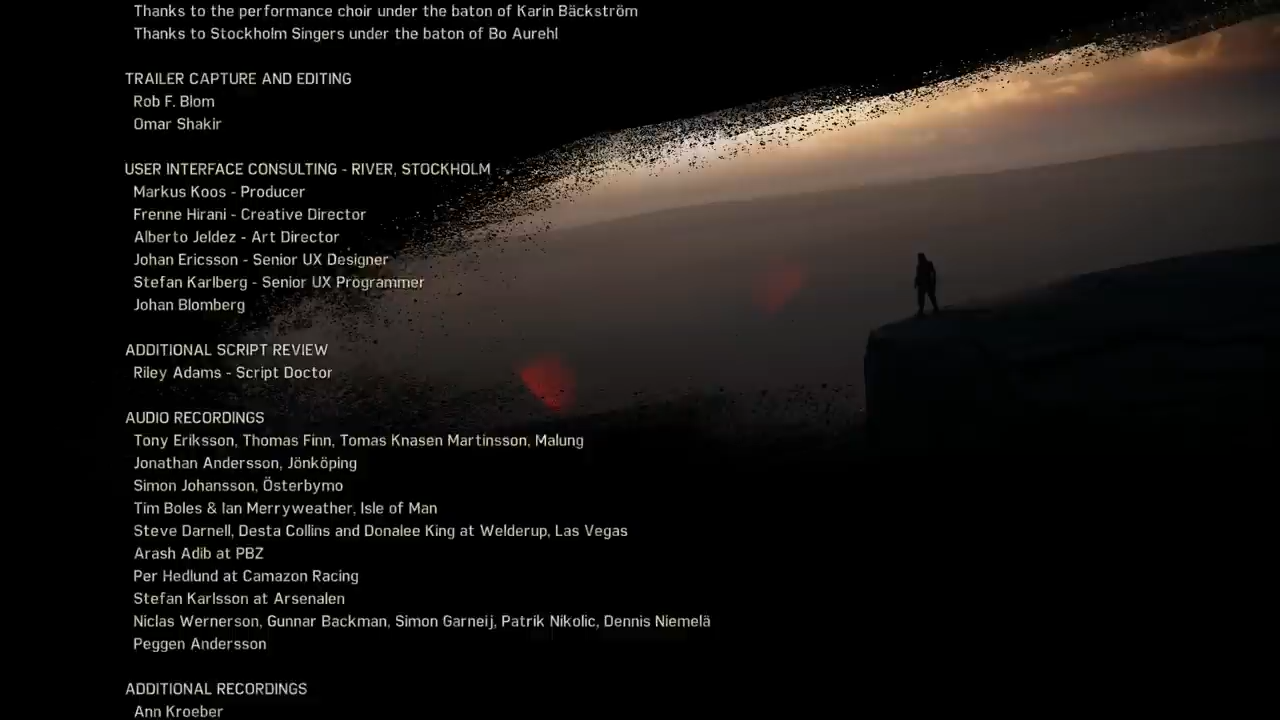 Thanks to the performance choir under the baton of Karin Bäckström
Thanks to Stockholm Singers under the baton of Bo Aurehl
TRAILER CAPTURE AND EDITING
Rob F. Blom
Omar Shakir
USER INTERFACE CONSULTING - RIVER, STOCKHOLM
Markus Koos - Producer
Frenne Hirani - Creative Director
Alberto Jeldez - Art Director
Johan Ericsson - Senior UX Designer
Stefan Karlberg - Senior UX Programmer
Johan Blomberg
ADDITIONAL SCRIPT REVIEW
Riley Adams - Script Doctor
AUDIO RECORDINGS
Tony Eriksson, Thomas Finn, Tomas Knasen Martinsson, Malung
Jonathan Andersson, Jönköping
Simon Johansson, Österbymo
Tim Boles & Ian Merryweather, Isle of Man
Steve Darnell, Desta Collins and Donalee King at Welderup, Las Vegas
Arash Adib at PBZ
Per Hedlund at Camazon Racing
Stefan Karlsson at Arsenalen
Niclas Wernerson, Gunnar Backman, Simon Garneij, Patrik Nikolic, Dennis Niemelä
Peggen Andersson
ADDITIONAL RECORDINGS
Ann Kroeber